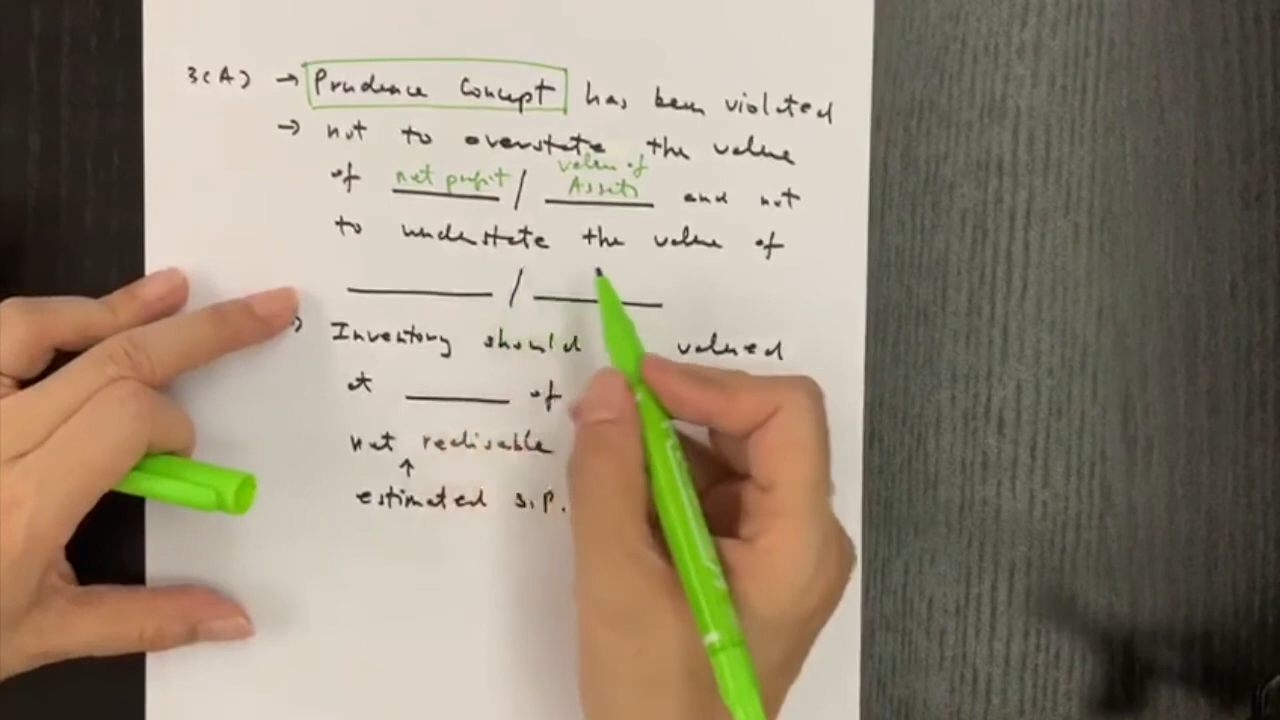 3(A) → Prudence Concept has been violated
→ not to overstate the value
of net profit / value of Assets and not
to understate the value of
/
Inventory should valued
at of
net realisable
↑
estimated S.P.